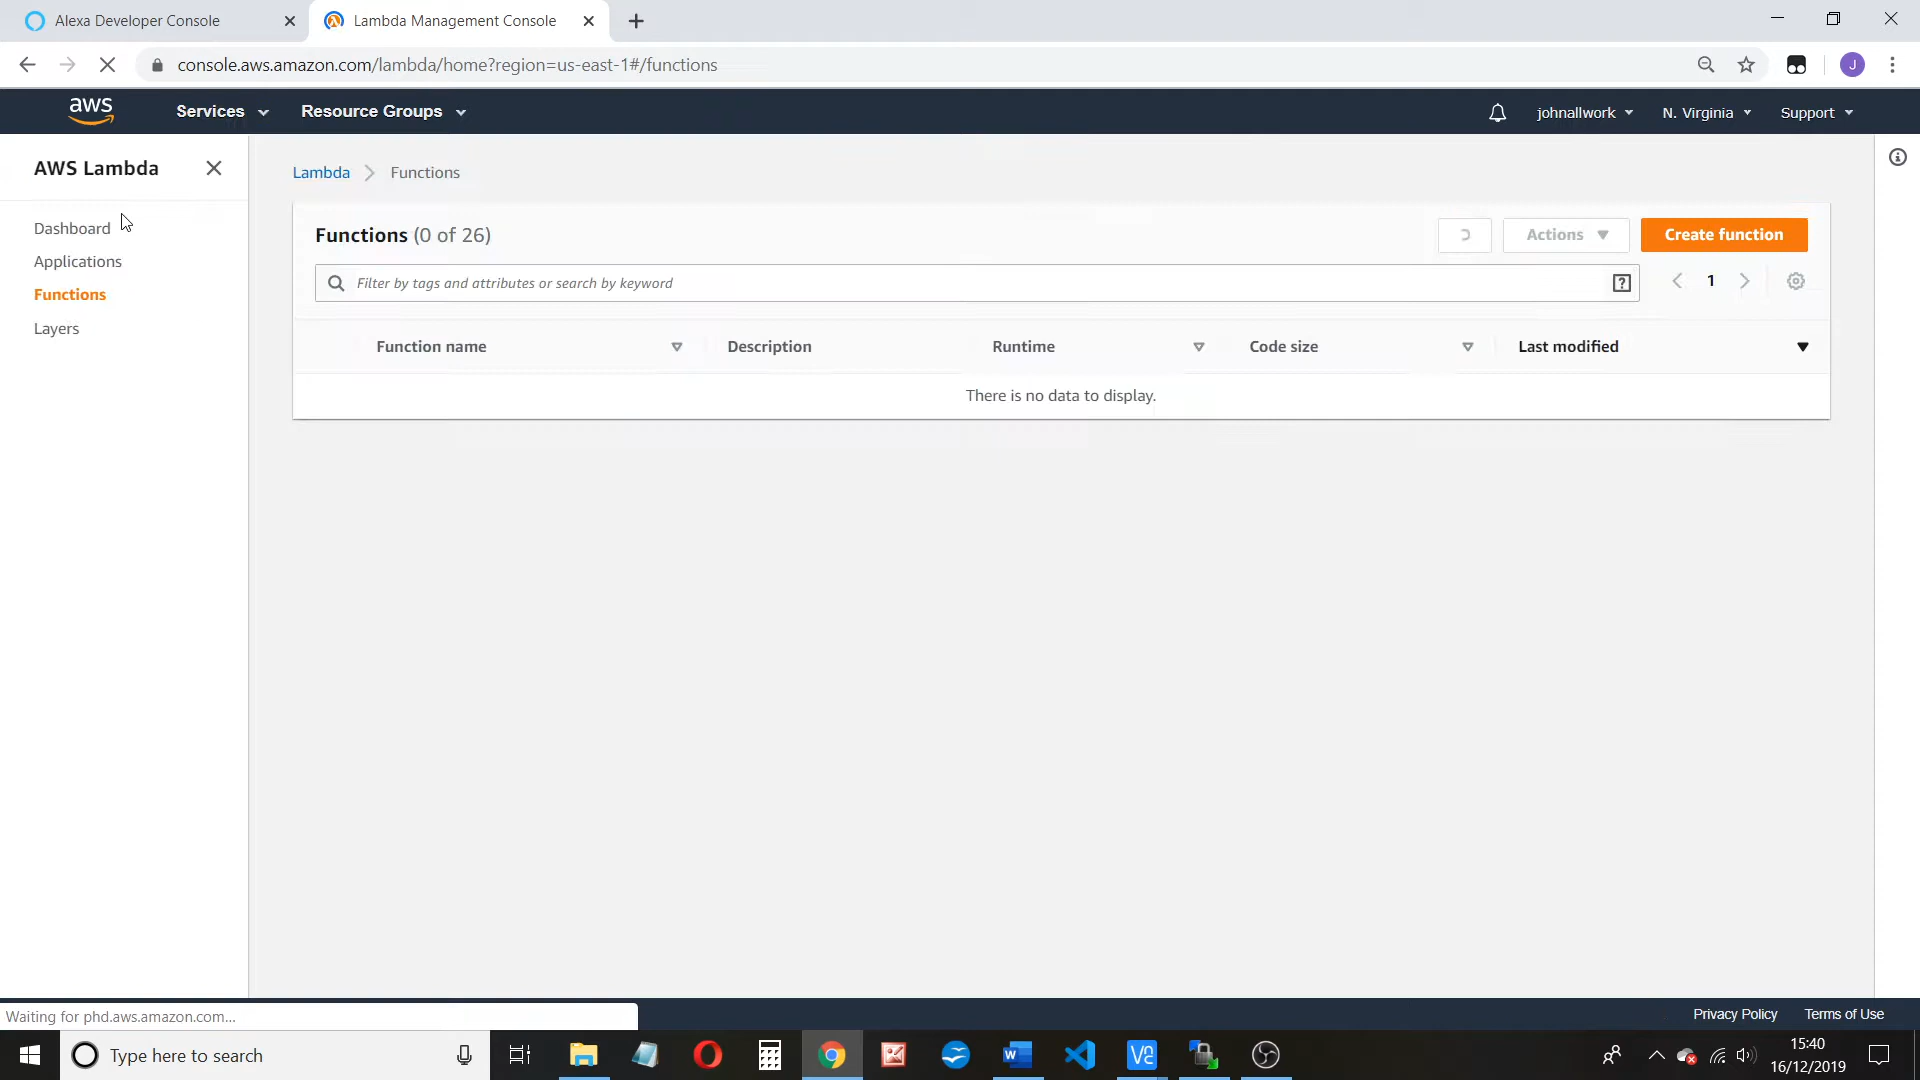 Alexa Developer Console
Lambda Management Console
console.aws.amazon.com/lambda/home?region=us-east-1#/functions
J
aws
Services
Resource Groups
johnallwork
N. Virginia
Support
AWS Lambda
Dashboard
Applications
Functions
Layers
Lambda
Functions
Functions (0 of 26)
Actions
Create function
Filter by tags and attributes or search by keyword
?
1
Function name
Description
Runtime
Code size
Last modified
There is no data to display.
Waiting for phd.aws.amazon.com...
Privacy Policy
Terms of Use
Type here to search
15:40
16/12/2019